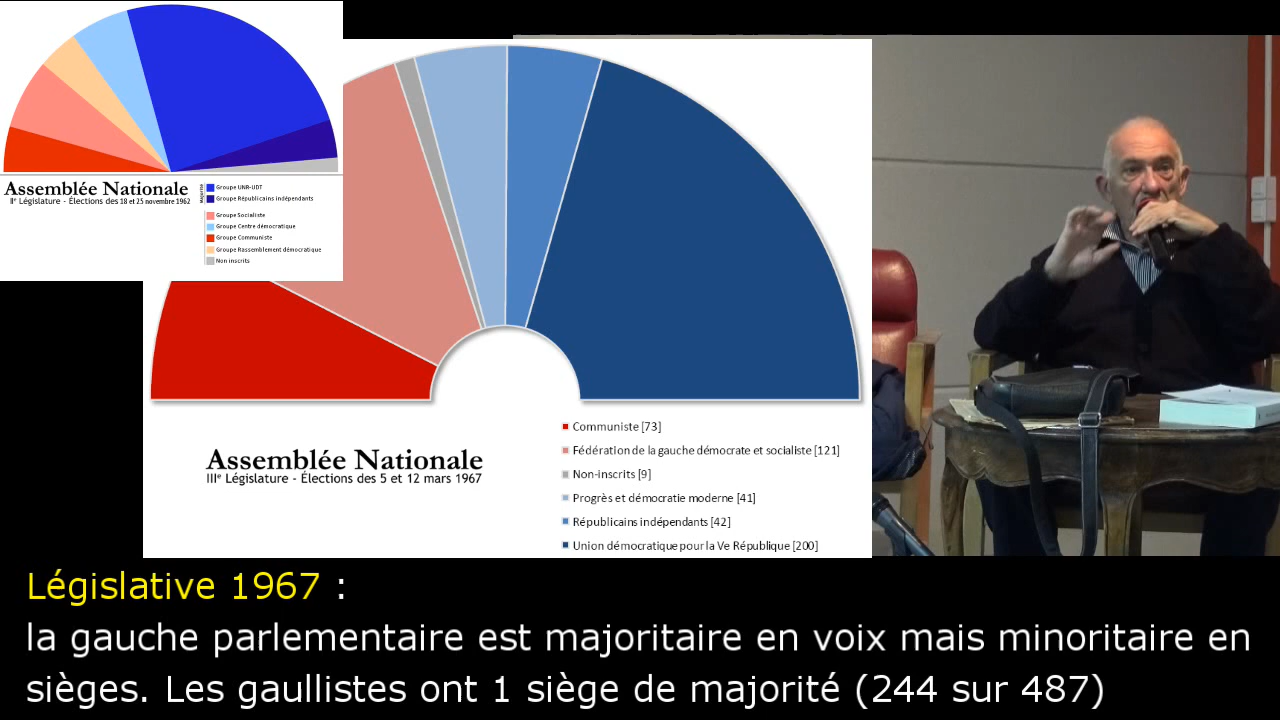 Assemblée Nationale
IIe Législature - Élections des 18 et 25 novembre 1962
Majorité
Groupe UNR-UDT
Groupe Républicains indépendants
Groupe Socialiste
Groupe Centre démocratique
Groupe Communiste
Groupe Rassemblement démocratique
Non inscrits
Assemblée Nationale
IIIe Législature - Élections des 5 et 12 mars 1967
Communiste [73]
Fédération de la gauche démocrate et socialiste [121]
Non-inscrits [9]
Progrès et démocratie moderne [41]
Républicains indépendants [42]
Union démocratique pour la Ve République [200]
Législative 1967 :
la gauche parlementaire est majoritaire en voix mais minoritaire en
sièges. Les gaullistes ont 1 siège de majorité (244 sur 487)